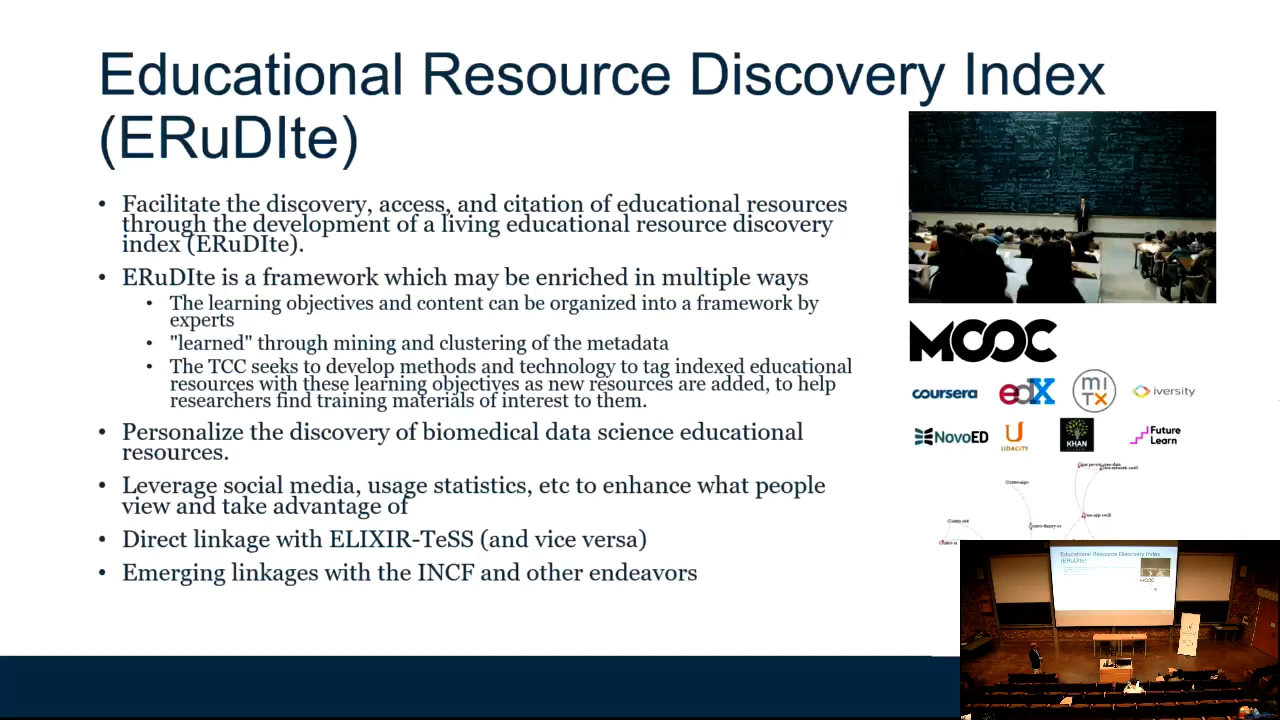 Educational Resource Discovery Index
(ERuDIte)
• Facilitate the discovery, access, and citation of educational resources
through the development of a living educational resource discovery
index (ERuDIte).
• ERuDIte is a framework which may be enriched in multiple ways
• The learning objectives and content can be organized into a framework by
experts
• "learned" through mining and clustering of the metadata
• The TCC seeks to develop methods and technology to tag indexed educational
resources with these learning objectives as new resources are added, to help
researchers find training materials of interest to them.
• Personalize the discovery of biomedical data science educational
resources.
• Leverage social media, usage statistics, etc to enhance what people
view and take advantage of
• Direct linkage with ELIXIR-TeSS (and vice versa)
• Emerging linkages with the INCF and other endeavors
MOOC
coursera
edX
MITx
iversity
NovoED
UDACITY
KHAN
Future
Learn
Educational Resource Discovery Index
(ERuDIte)
MOOC